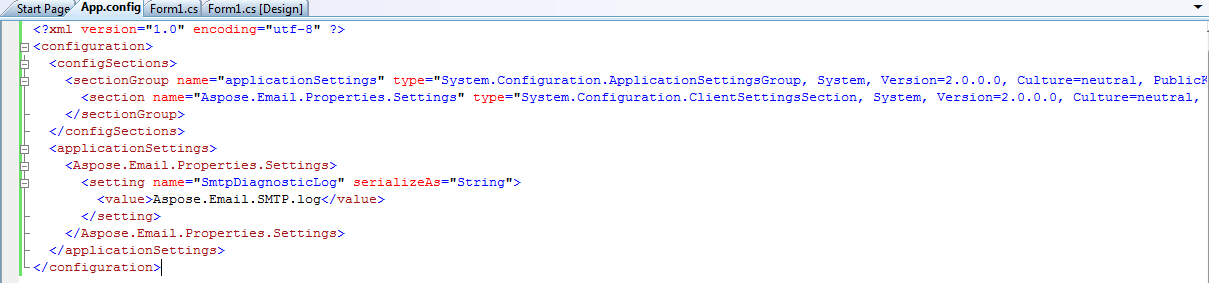 Start Page App.config Form1.cs Form1.cs [Design]
<?xml version="1.0" encoding="utf-8" ?>
<configuration>
<configSections>
<sectionGroup name="applicationSettings" type="System.Configuration.ApplicationSettingsGroup, System, Version=2.0.0.0, Culture=neutral, PublicK
<section name="Aspose.Email.Properties.Settings" type="System.Configuration.ClientSettingsSection, System, Version=2.0.0.0, Culture=neutral,
</sectionGroup>
</configSections>
<applicationSettings>
<Aspose.Email.Properties.Settings>
<setting name="SmtpDiagnosticLog" serializeAs="String">
<value>Aspose.Email.SMTP.log</value>
</setting>
</Aspose.Email.Properties.Settings>
</applicationSettings>
</configuration>